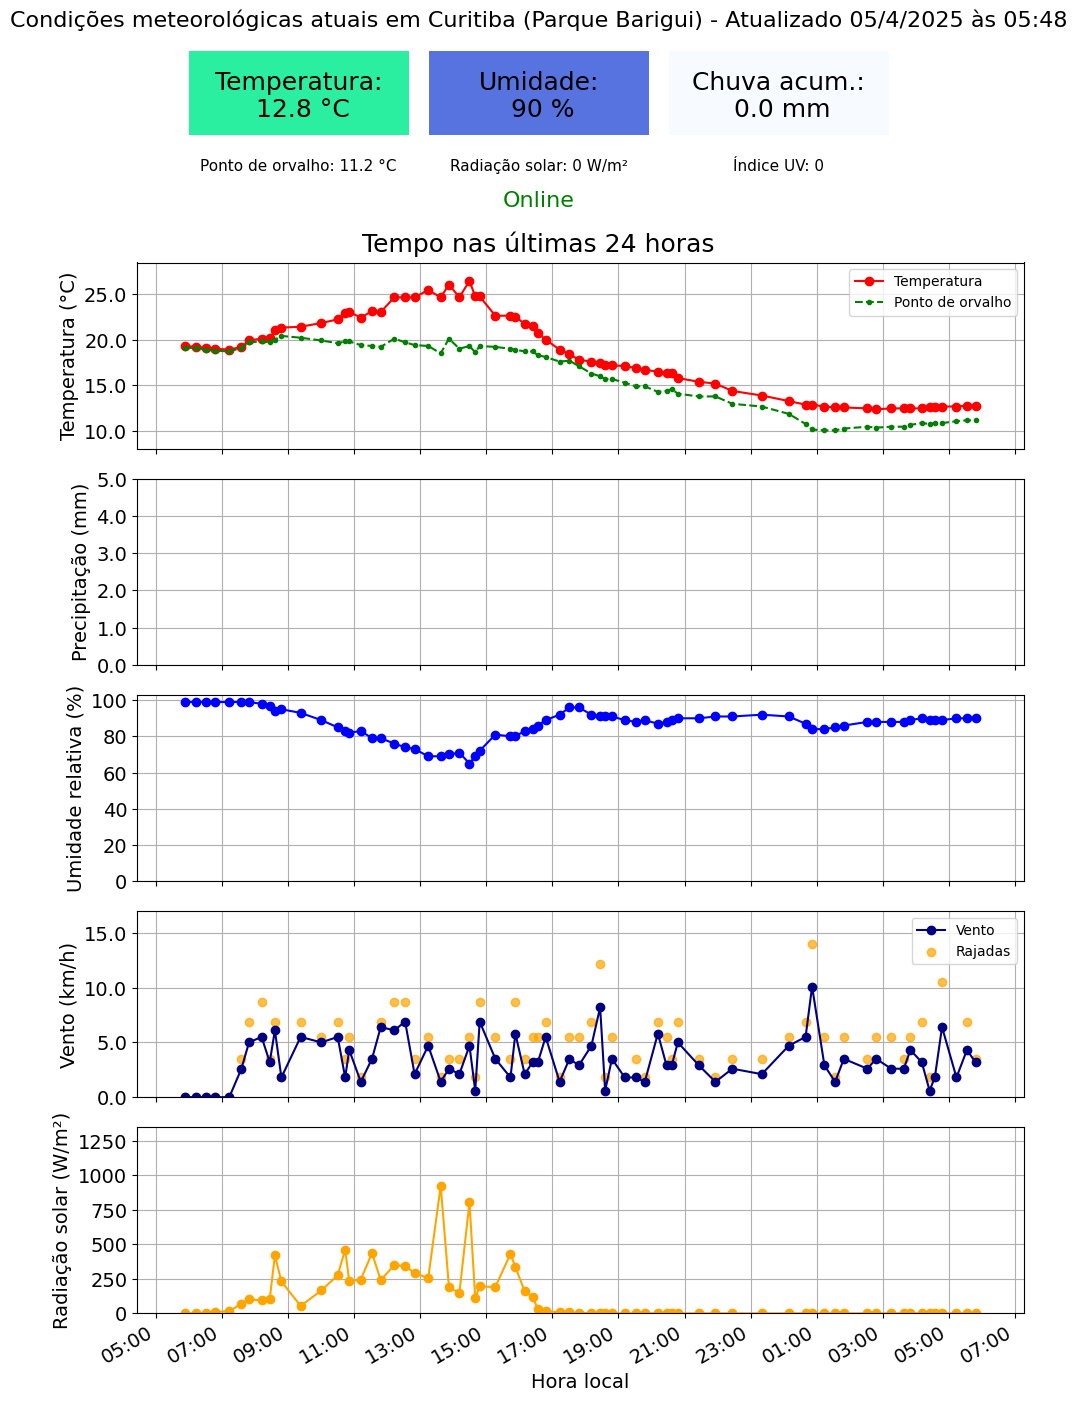 Condições meteorológicas atuais em Curitiba (Parque Barigui) - Atualizado 05/4/2025 às 05:48
Temperatura:
12.8 °C
Umidade:
90 %
Chuva acum.:
0.0 mm
Ponto de orvalho: 11.2 °C
Radiação solar: 0 W/m²
Índice UV: 0
Online
Tempo nas últimas 24 horas
Temperatura (°C)
25.0
20.0
15.0
10.0
Temperatura
Ponto de orvalho
Precipitação (mm)
5.0
4.0
3.0
2.0
1.0
0.0
Umidade relativa (%)
100
80
60
40
20
0
Vento (km/h)
15.0
10.0
5.0
0.0
Vento
Rajadas
Radiação solar (W/m²)
1250
1000
750
500
250
0
05:00
07:00
09:00
11:00
13:00
15:00
17:00
19:00
21:00
23:00
01:00
03:00
05:00
07:00
Hora local